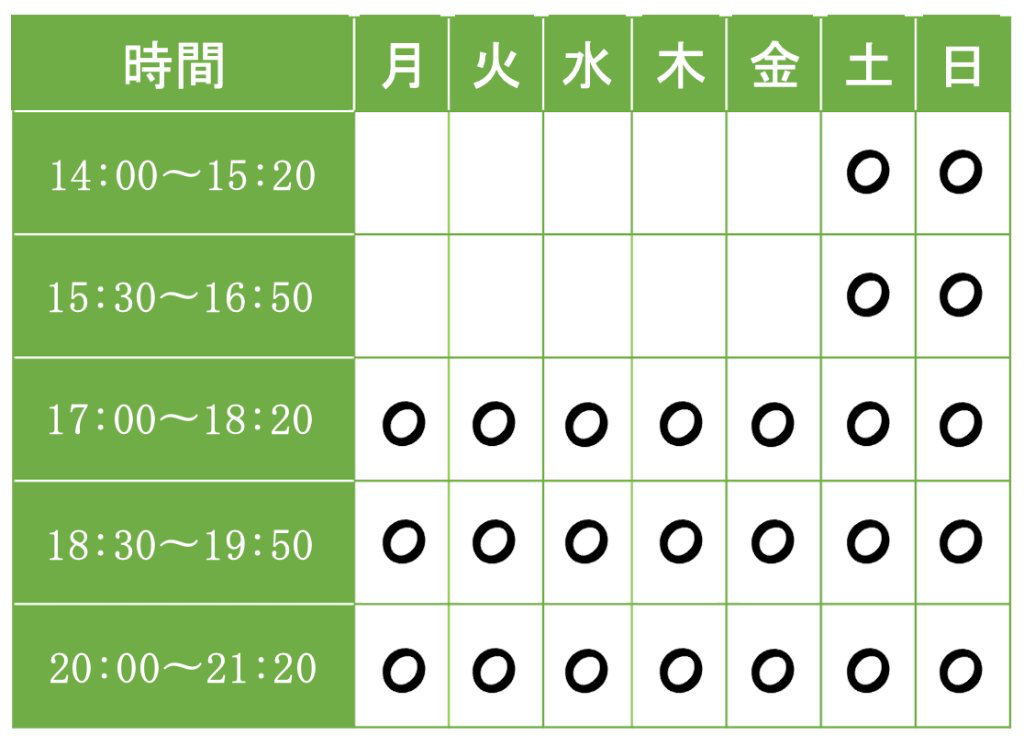 時間 月 火 水 木 金 土 日
14:00～15:20 ○ ○
15:30～16:50 ○ ○
17:00～18:20 ○ ○ ○ ○ ○ ○ ○
18:30～19:50 ○ ○ ○ ○ ○ ○ ○
20:00～21:20 ○ ○ ○ ○ ○ ○ ○